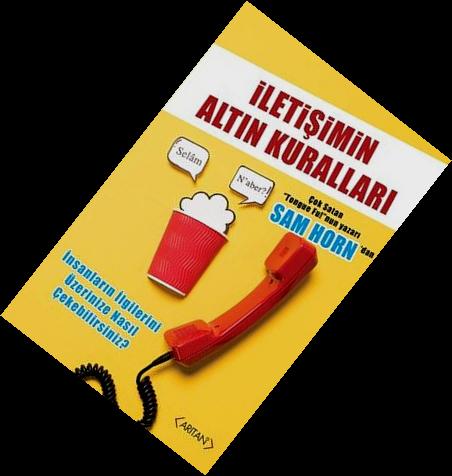 İLETİŞİMİN
ALTIN KURALLARI
Selâm
N'aber?!
Çok Satan
"Tongue Fu!"nun yazarı
SAM HORN'dan
İnsanların İlgilerini
Üzerinize Nasıl
Çekebilirsiniz?
ARITAN